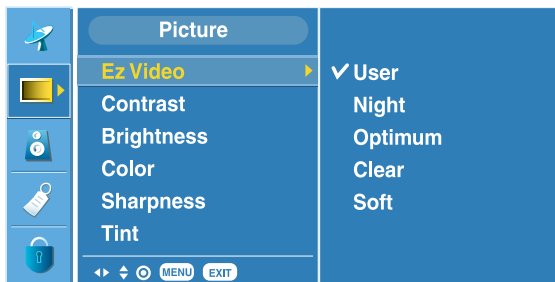 Picture
Ez Video
Contrast
Brightness
Color
Sharpness
Tint
MENU EXIT
User
Night
Optimum
Clear
Soft